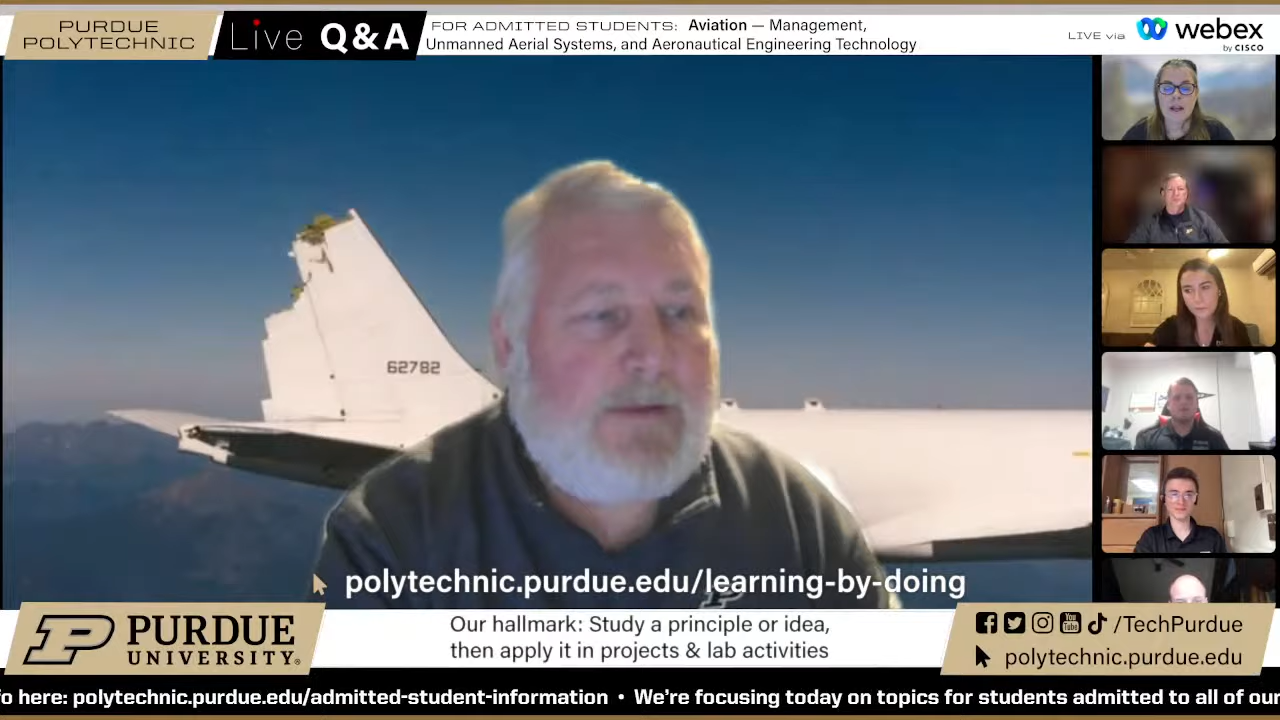 PURDUE
POLYTECHNIC
Live Q&A
FOR ADMITTED STUDENTS: Aviation — Management,
Unmanned Aerial Systems, and Aeronautical Engineering Technology
LIVE via
webex
by CISCO
62782
polytechnic.purdue.edu/learning-by-doing
P PURDUE
UNIVERSITY®
Our hallmark: Study a principle or idea,
then apply it in projects & lab activities
You
Tube
/TechPurdue
polytechnic.purdue.edu
fo here: polytechnic.purdue.edu/admitted-student-information • We’re focusing today on topics for students admitted to all of our